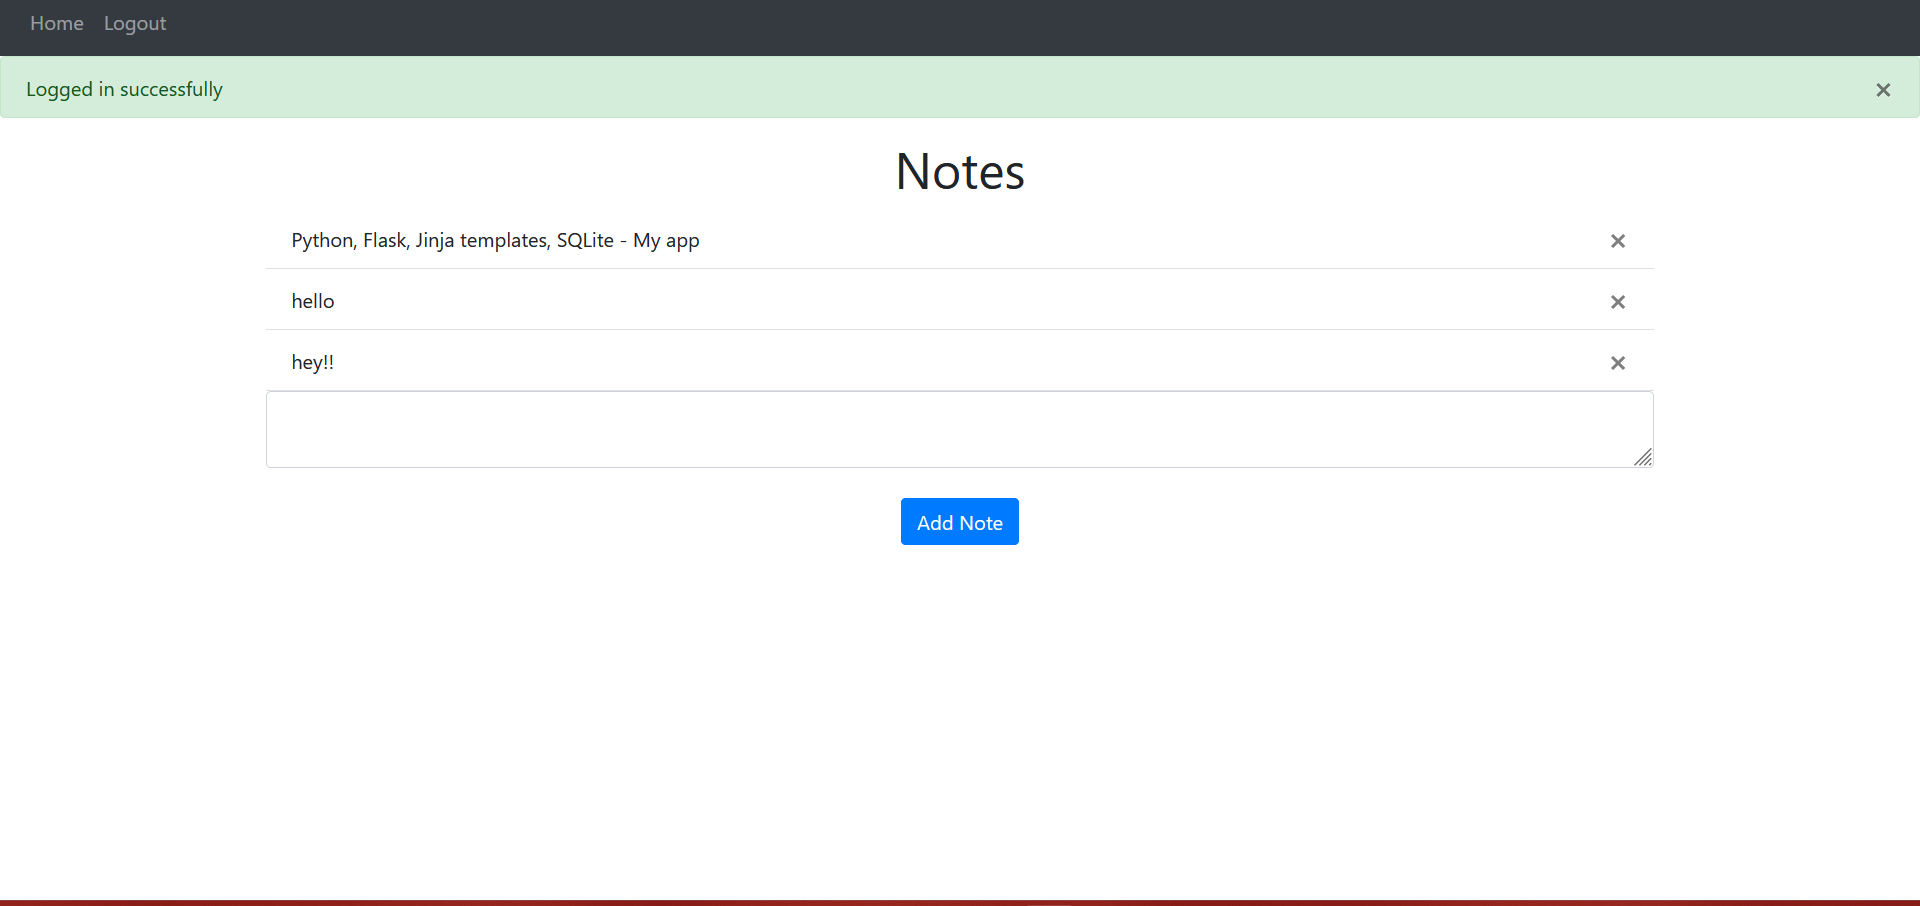 Home Logout
Logged in successfully ×
Notes
Python, Flask, Jinja templates, SQLite - My app ×
hello ×
hey!! ×
Add Note